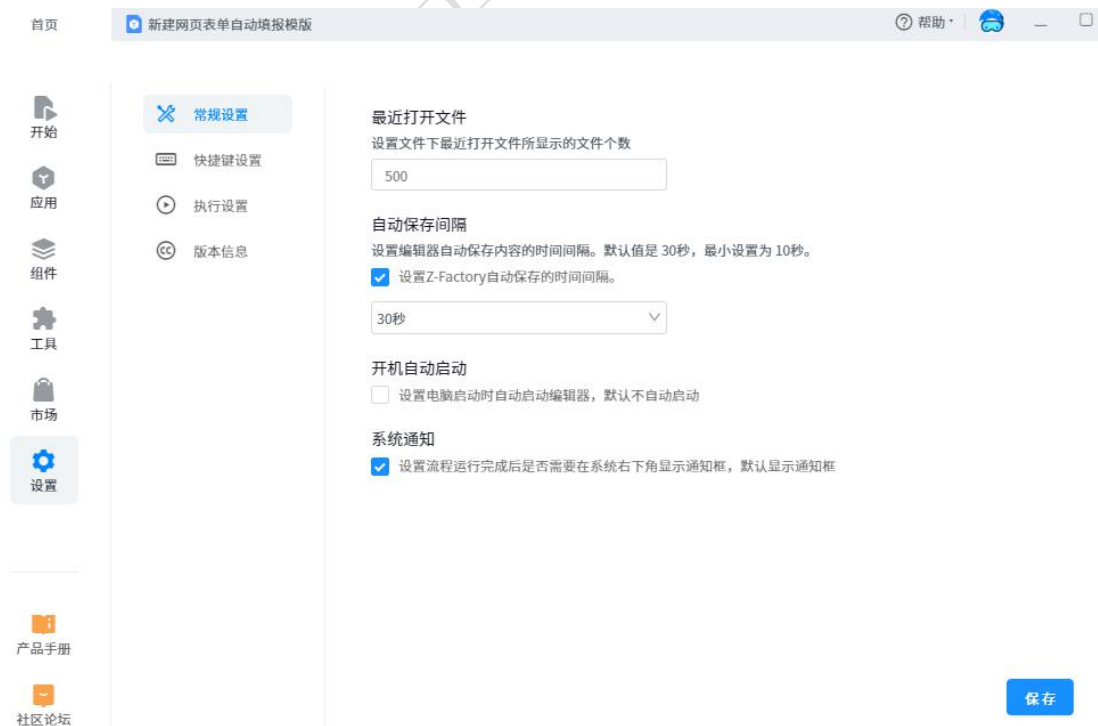 首页
新建网页表单自动填报模版
帮助
开始
应用
组件
工具
市场
设置
产品手册
社区论坛
常规设置
快捷键设置
执行设置
版本信息
最近打开文件
设置文件下最近打开文件所显示的文件个数
500
自动保存间隔
设置编辑器自动保存内容的时间间隔。默认值是 30秒，最小设置为 10秒。
设置Z-Factory自动保存的时间间隔。
30秒
开机自动启动
设置电脑启动时自动启动编辑器，默认不自动启动
系统通知
设置流程运行完成后是否需要在系统右下角显示通知框，默认显示通知框
保存